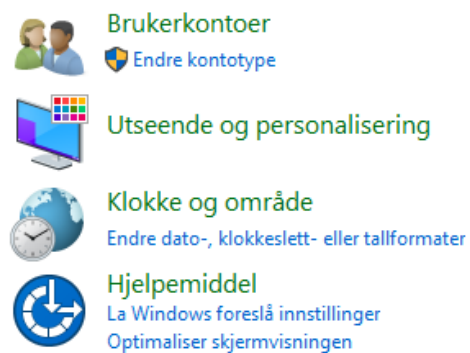 Brukerkontoer
Endre kontotype
Utseende og personalisering
Klokke og område
Endre dato-, klokkeslett- eller tallformater
Hjelpemiddel
La Windows foreslå innstillinger
Optimaliser skjermvisningen